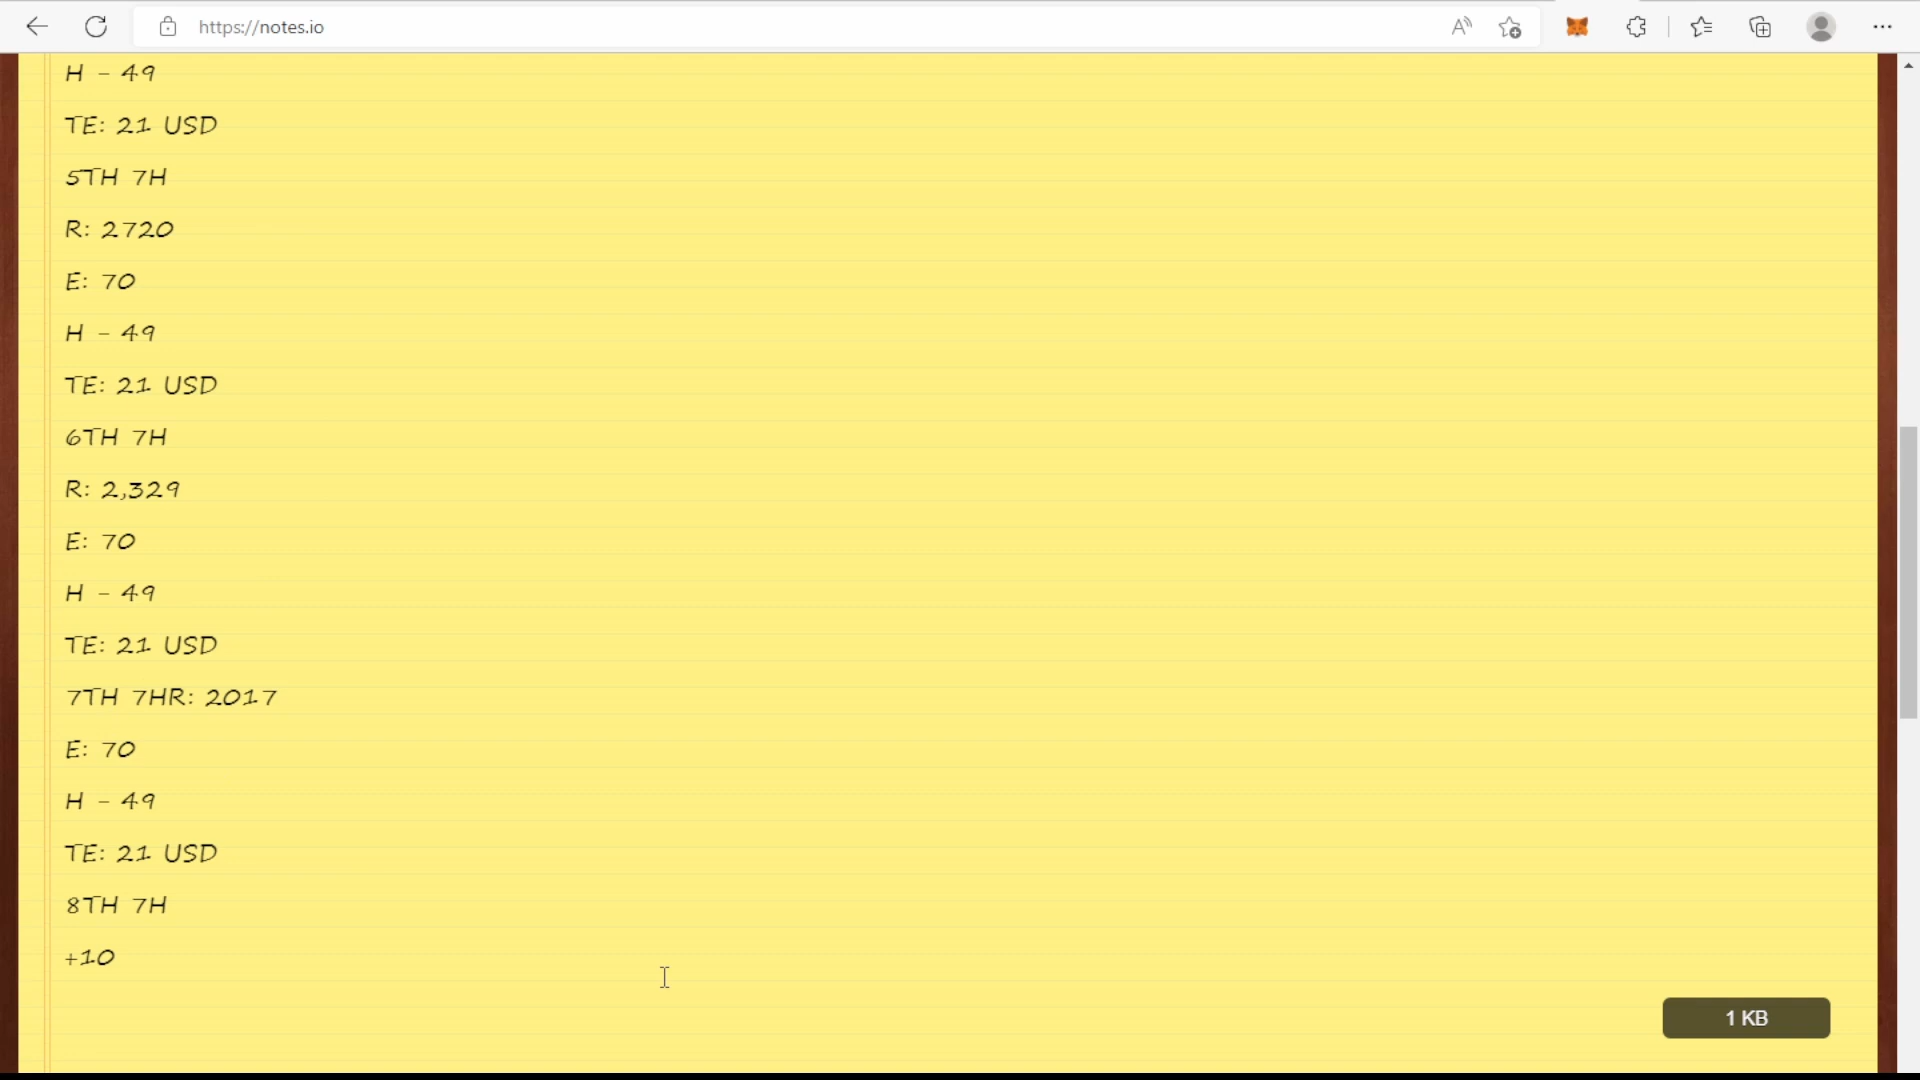 https://notes.io
H - 49
TE: 21 USD
5TH 7H
R: 2720
E: 70
H - 49
TE: 21 USD
6TH 7H
R: 2,329
E: 70
H - 49
TE: 21 USD
7TH 7HR: 2017
E: 70
H - 49
TE: 21 USD
8TH 7H
+10
1 KB